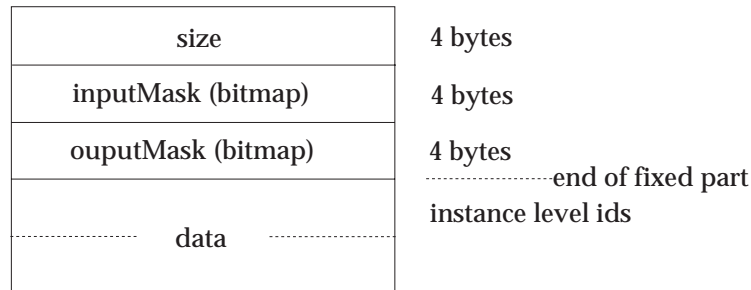 size 4 bytes
inputMask (bitmap) 4 bytes
ouputMask (bitmap) 4 bytes
end of fixed part
instance level ids
data